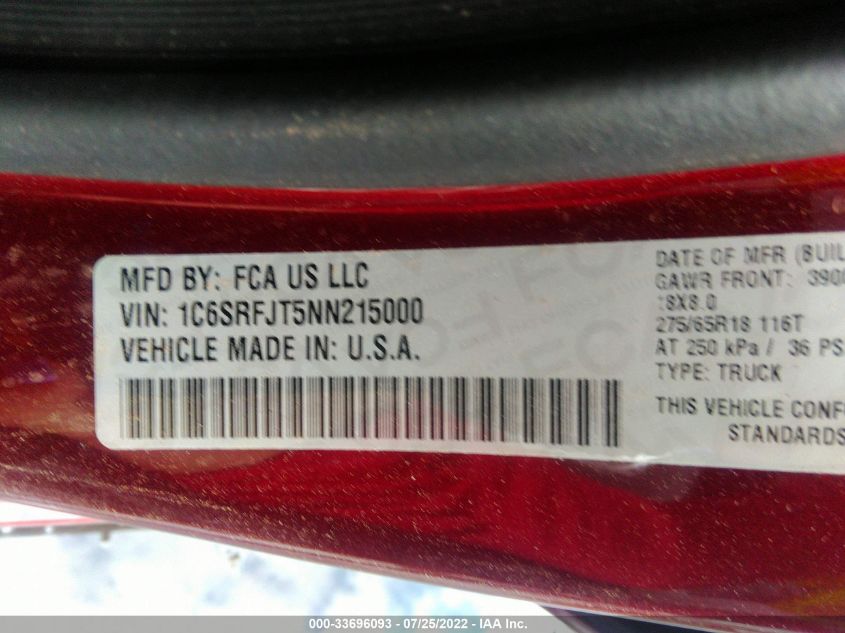 MFD BY: FCA US LLC
VIN: 1C6SRFJT5NN215000
VEHICLE MADE IN: U.S.A.
DATE OF MFR (BUIL
GAWR FRONT: 390
18X8.0
275/65R18 116T
AT 250 kPa / 36 PS
TYPE: TRUCK
THIS VEHICLE CONF
STANDARDS
000-33696093 - 07/25/2022 - IAA Inc.